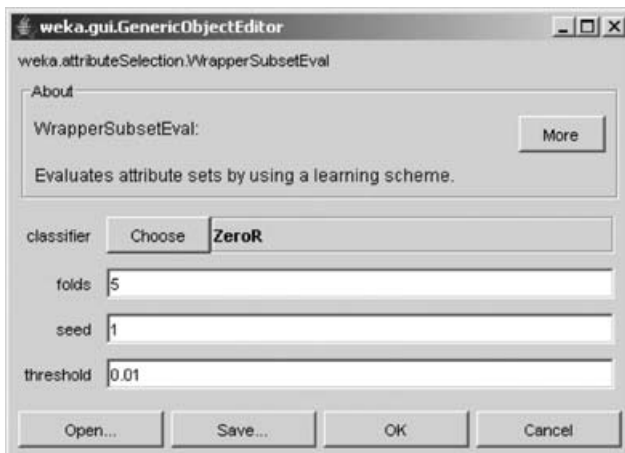 weka.gui.GenericObjectEditor
weka.attributeSelection.WrapperSubsetEval
About
WrapperSubsetEval:
More
Evaluates attribute sets by using a learning scheme.
classifier Choose ZeroR
folds 5
seed 1
threshold 0.01
Open... Save... OK Cancel